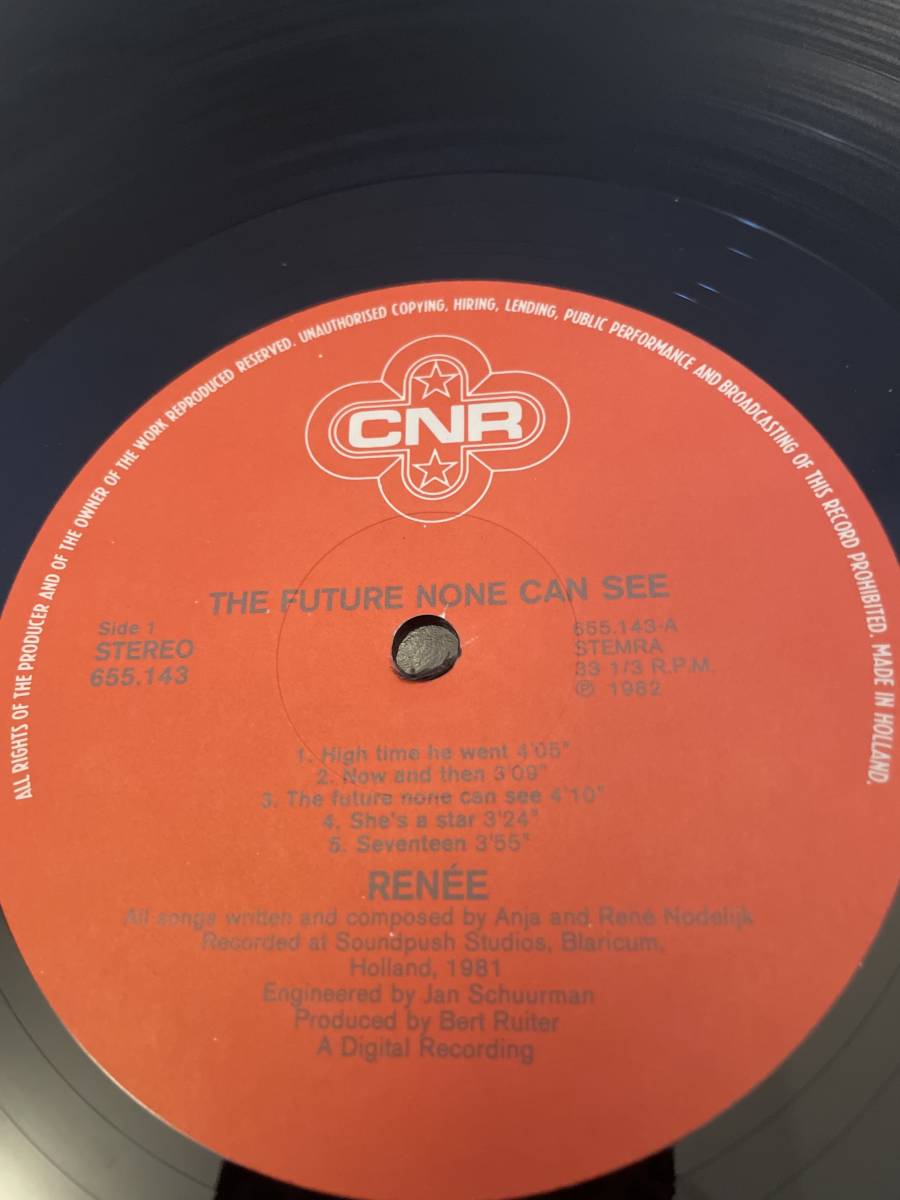 ALL RIGHTS OF THE PRODUCER AND OF THE OWNER OF THE WORK REPRODUCED RESERVED. UNAUTHORISED COPYING, HIRING, LENDING, PUBLIC PERFORMANCE AND BROADCASTING OF THIS RECORD PROHIBITED. MADE IN HOLLAND.
CNR
THE FUTURE NONE CAN SEE
Side 1
STEREO
655.143
655.143-A
STEMRA
33 1/3 R.P.M.
℗ 1982
1. High time he went 4'05"
2. Now and then 3'09"
3. The future none can see 4'10"
4. She's a star 3'24"
5. Seventeen 3'55"
RENÉE
All songs written and composed by Anja and René Nodelijk
Recorded at Soundpush Studios, Blaricum,
Holland, 1981
Engineered by Jan Schuurman
Produced by Bert Ruiter
A Digital Recording